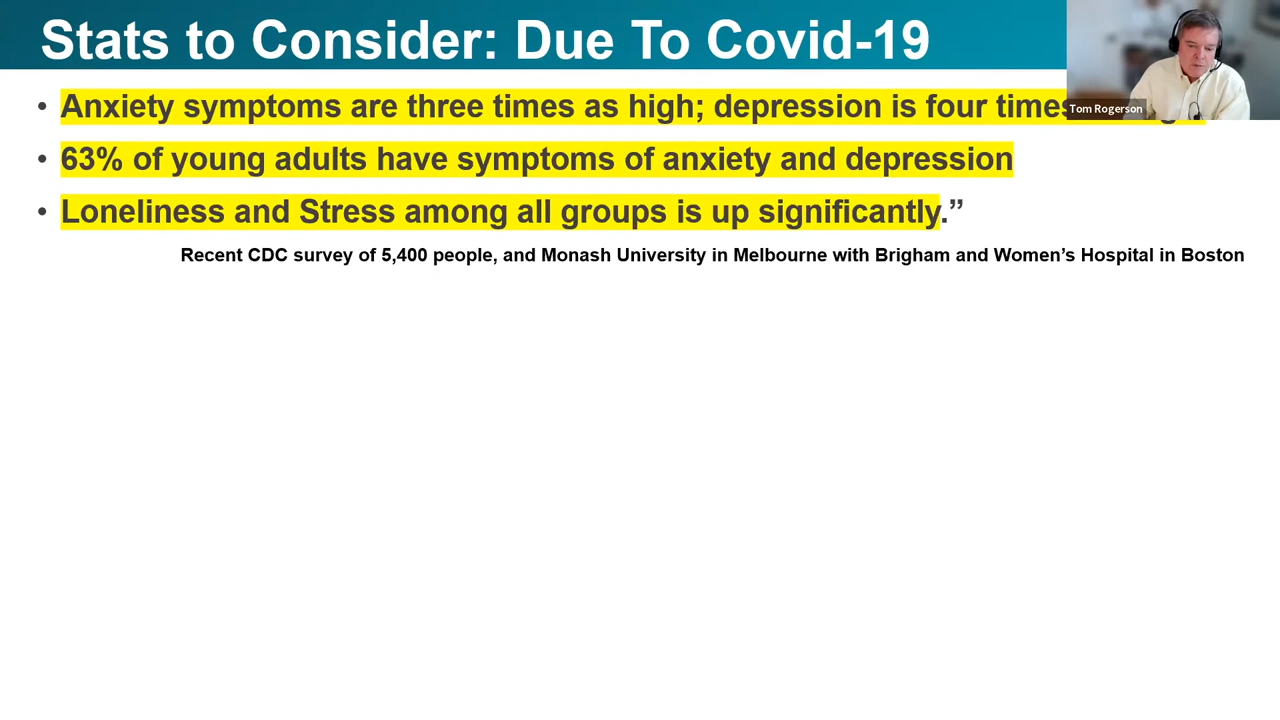 Stats to Consider: Due To Covid-19
Tom Rogerson
• Anxiety symptoms are three times as high; depression is four times
• 63% of young adults have symptoms of anxiety and depression
• Loneliness and Stress among all groups is up significantly.”
Recent CDC survey of 5,400 people, and Monash University in Melbourne with Brigham and Women’s Hospital in Boston